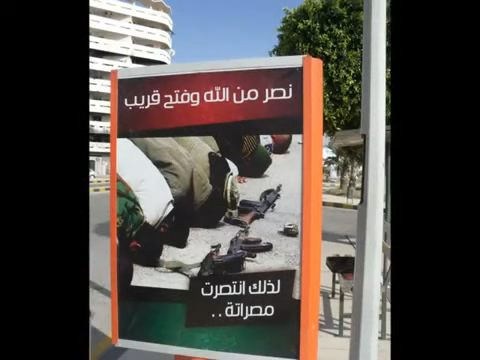 نصر من الله وفتح قريب
لذلك انتصرت
مصراتة ..